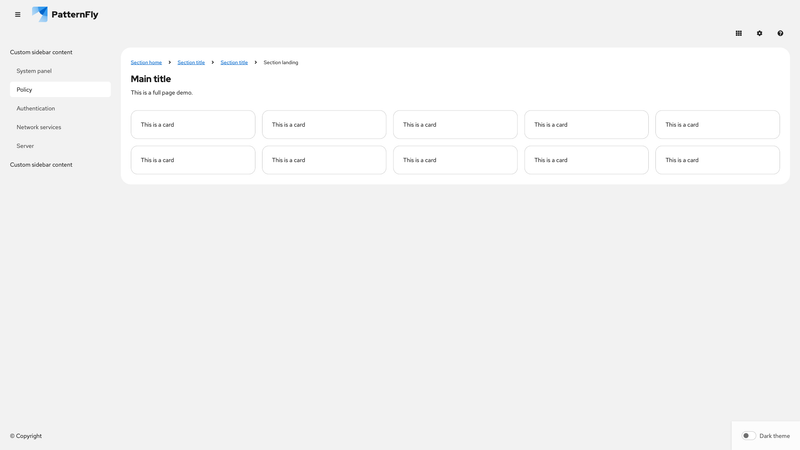 PatternFly
Custom sidebar content
System panel
Policy
Authentication
Network services
Server
Custom sidebar content
Section home
Section title
Section title
Section landing
Main title
This is a full page demo.
This is a card
This is a card
This is a card
This is a card
This is a card
This is a card
This is a card
This is a card
This is a card
This is a card
© Copyright
Dark theme